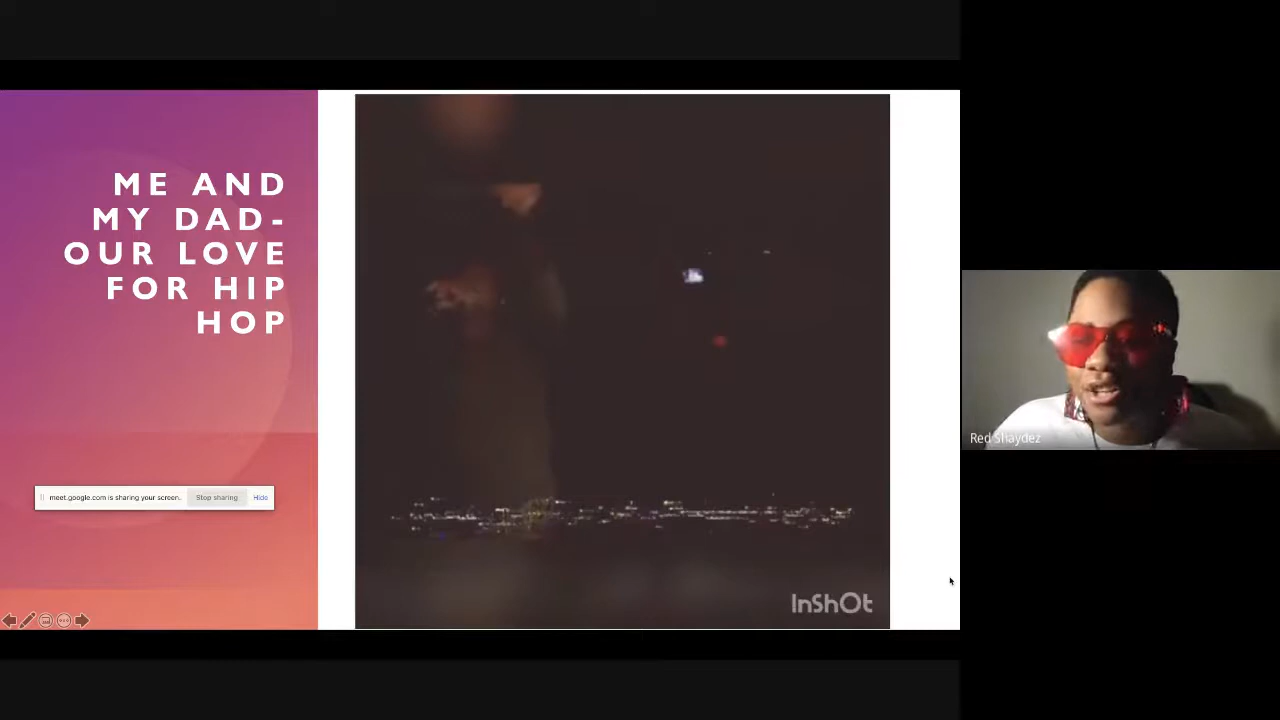 ME AND
MY DAD-
OUR LOVE
FOR HIP
HOP
meet.google.com is sharing your screen.
Stop sharing
Hide
InShOt
Red Shaydez